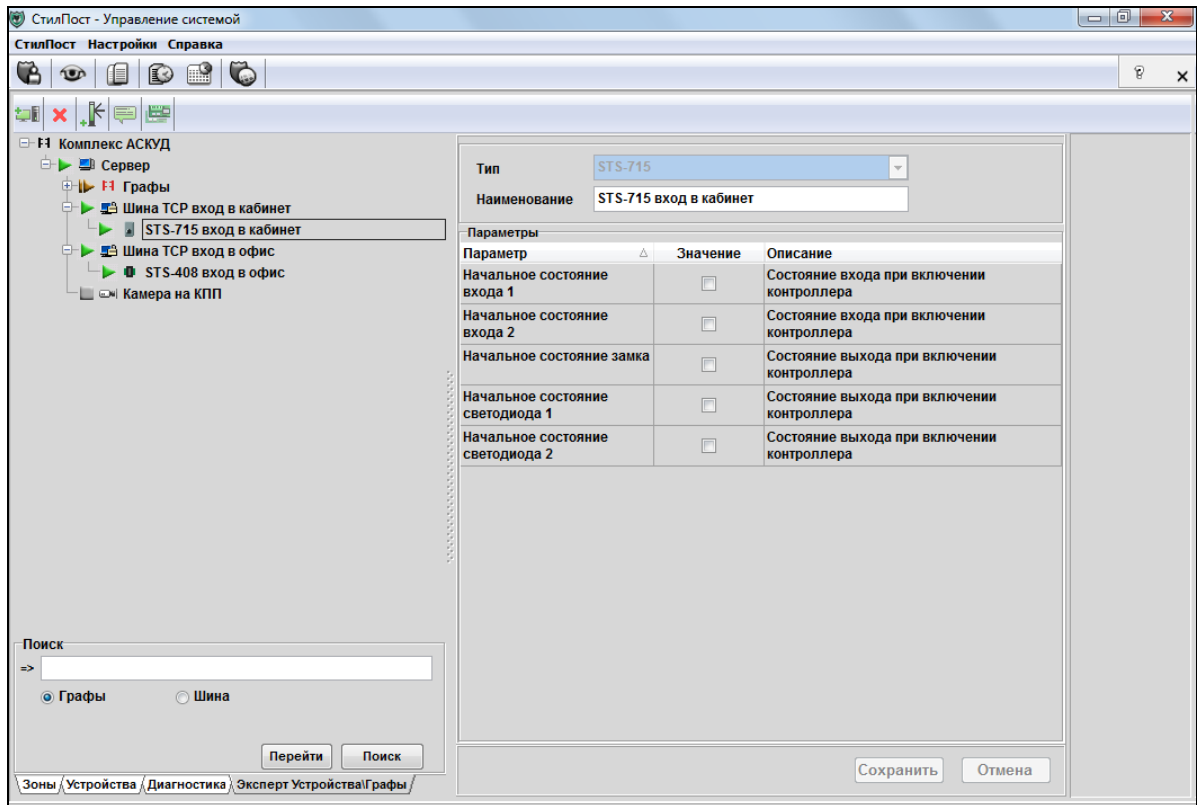 СтилПост - Управление системой
СтилПост Настройки Справка
Комплекс АСКУД
Сервер
Графы
Шина TCP вход в кабинет
STS-715 вход в кабинет
Шина TCP вход в офис
STS-408 вход в офис
Камера на КПП
Поиск
=>
Графы Шина
Перейти Поиск
Зоны Устройства Диагностика Эксперт Устройства\Графы
Тип STS-715
Наименование STS-715 вход в кабинет
Параметры
Параметр Значение Описание
Начальное состояние Состояние входа при включении
входа 1 контроллера
Начальное состояние Состояние входа при включении
входа 2 контроллера
Начальное состояние замка Состояние выхода при включении
контроллера
Начальное состояние Состояние выхода при включении
светодиода 1 контроллера
Начальное состояние Состояние выхода при включении
светодиода 2 контроллера
Сохранить Отмена